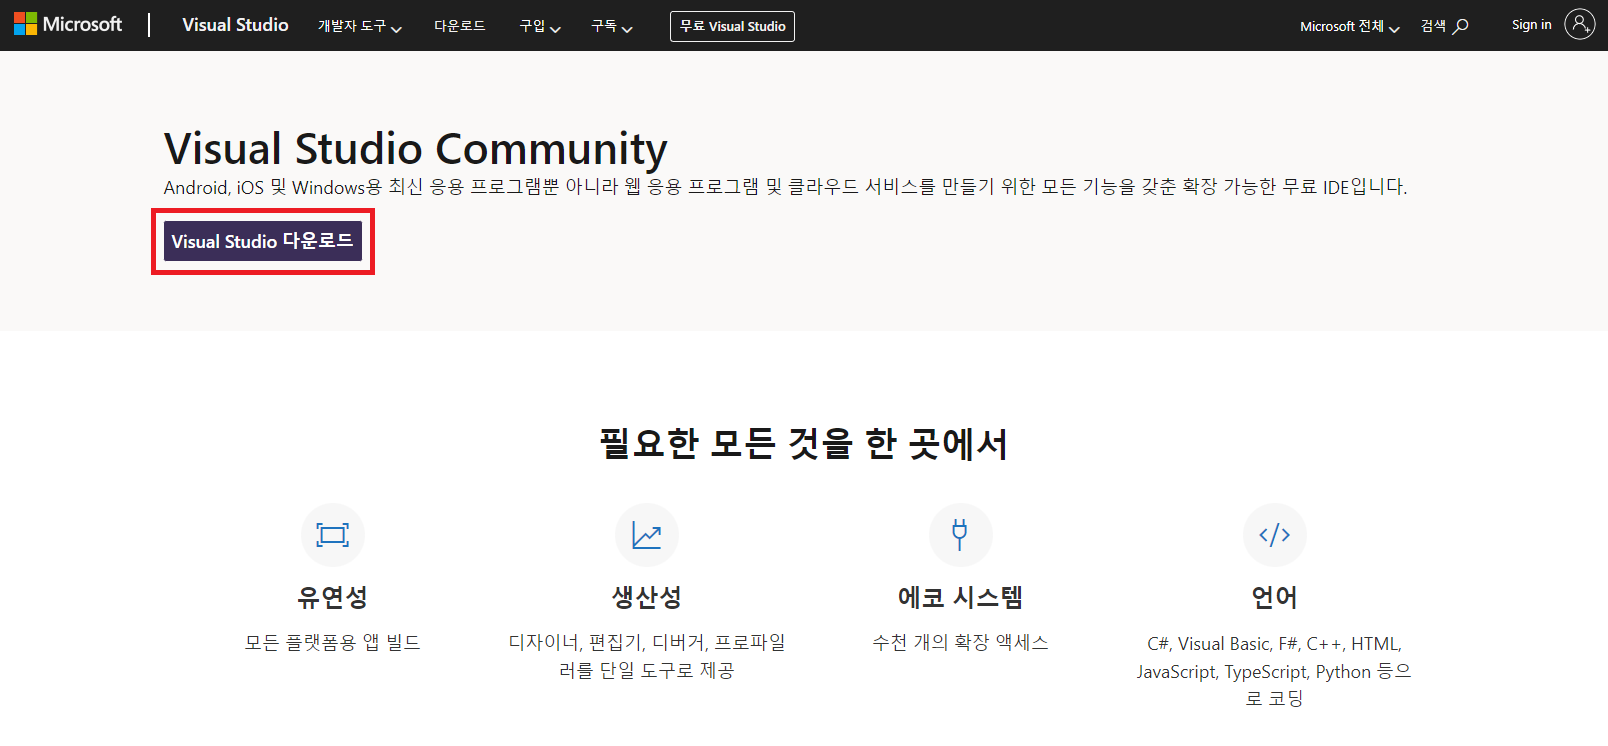 Microsoft
Visual Studio
개발자 도구
다운로드
구입
구독
무료 Visual Studio
Microsoft 전체
검색
Sign in
Visual Studio Community
Android, iOS 및 Windows용 최신 응용 프로그램뿐 아니라 웹 응용 프로그램 및 클라우드 서비스를 만들기 위한 모든 기능을 갖춘 확장 가능한 무료 IDE입니다.
Visual Studio 다운로드
필요한 모든 것을 한 곳에서
유연성
모든 플랫폼용 앱 빌드
생산성
디자이너, 편집기, 디버거, 프로파일
러를 단일 도구로 제공
에코 시스템
수천 개의 확장 액세스
언어
C#, Visual Basic, F#, C++, HTML,
JavaScript, TypeScript, Python 등으
로 코딩